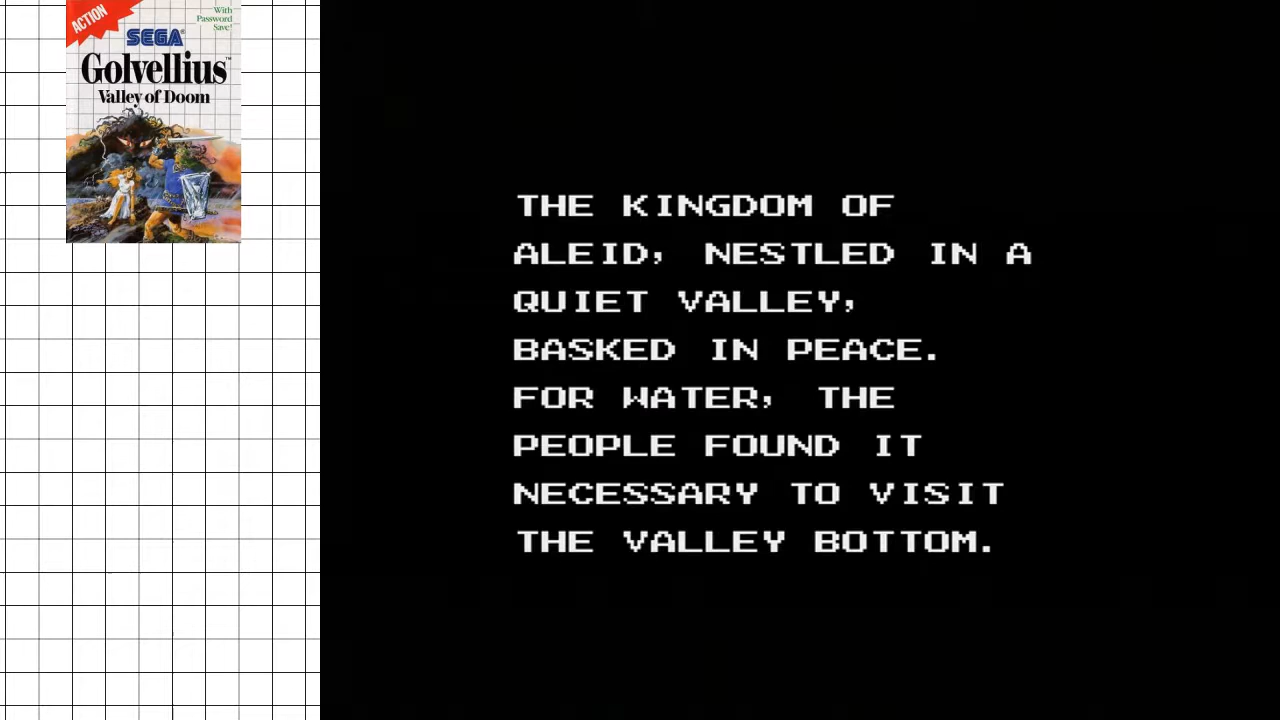 ACTION
With
Password
Save!
SEGA®
Golvellius™
Valley of Doom
THE KINGDOM OF
ALEID, NESTLED IN A
QUIET VALLEY,
BASKED IN PEACE.
FOR WATER, THE
PEOPLE FOUND IT
NECESSARY TO VISIT
THE VALLEY BOTTOM.